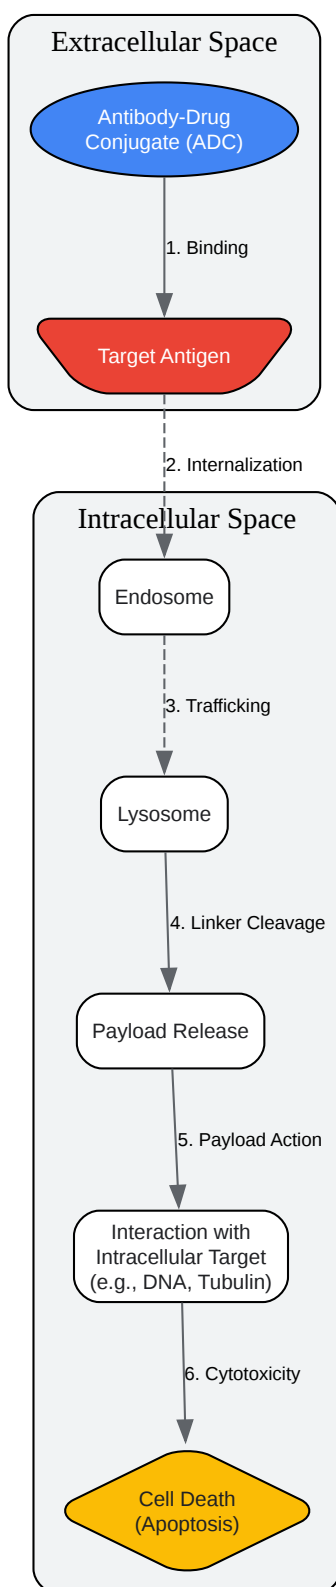 Extracellular Space
Antibody-Drug
Conjugate (ADC)
1. Binding
Target Antigen
2. Internalization
Intracellular Space
Endosome
3. Trafficking
Lysosome
4. Linker Cleavage
Payload Release
5. Payload Action
Interaction with
Intracellular Target
(e.g., DNA, Tubulin)
6. Cytotoxicity
Cell Death
(Apoptosis)